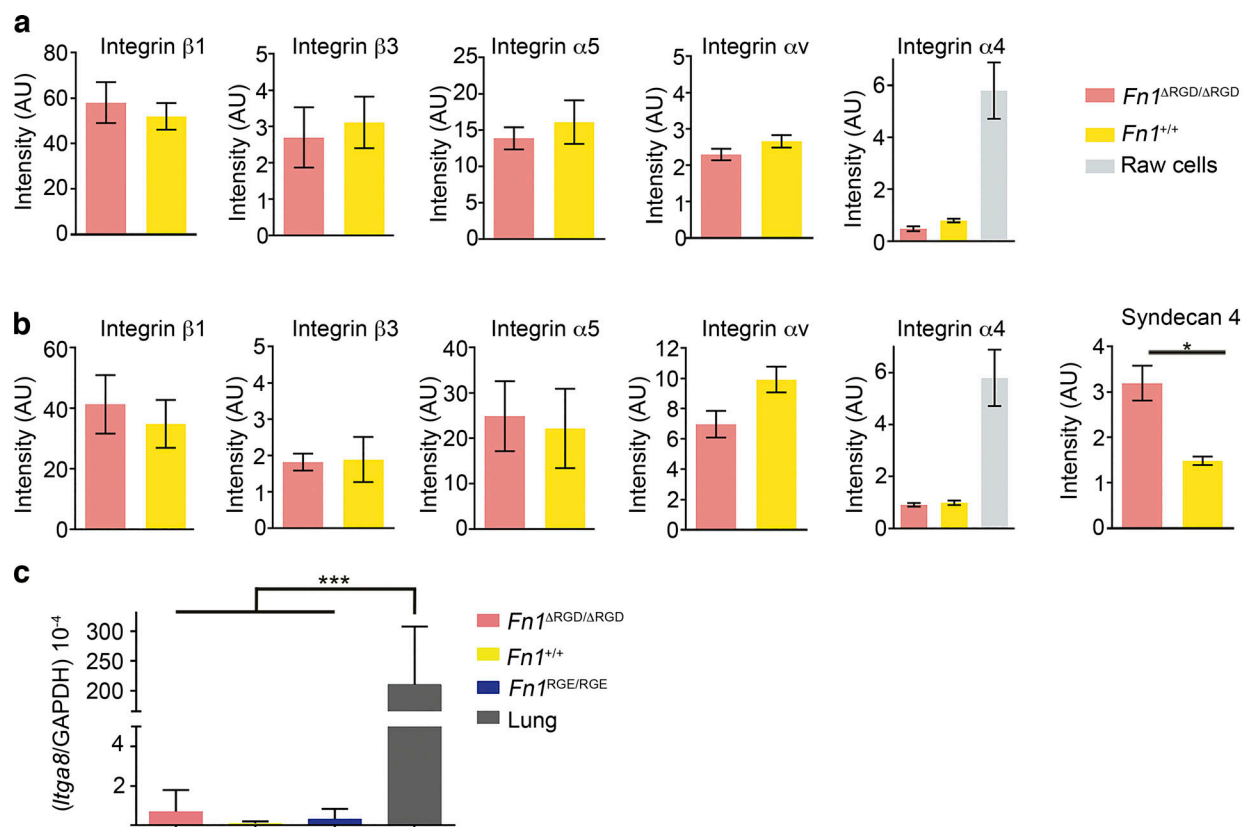 a
Integrin β1
Integrin β3
Integrin α5
Integrin αv
Integrin α4
Intensity (AU)
80
60
40
20
0
Intensity (AU)
5
4
3
2
1
0
Intensity (AU)
25
20
15
10
5
0
Intensity (AU)
5
4
3
2
1
0
Intensity (AU)
6
4
2
0
Fn1ΔRGD/ΔRGD
Fn1+/+
Raw cells
b
Integrin β1
Integrin β3
Integrin α5
Integrin αv
Integrin α4
Syndecan 4
Intensity (AU)
60
40
20
0
Intensity (AU)
5
4
3
2
1
0
Intensity (AU)
40
30
20
10
0
Intensity (AU)
12
10
8
6
4
2
0
Intensity (AU)
6
4
2
0
Intensity (AU)
4
3
2
1
0
*
c
(Itga8/GAPDH) 10-4
300
250
200
4
2
***
Fn1ΔRGD/ΔRGD
Fn1+/+
Fn1RGE/RGE
Lung